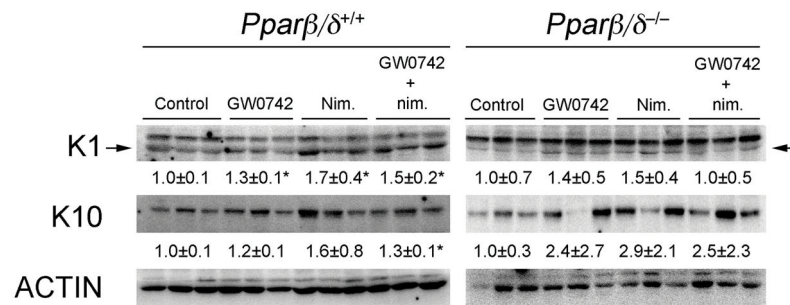 Pparβ/δ+/+ Pparβ/δ−/−
GW0742 GW0742
+ +
Control GW0742 Nim. nim. Control GW0742 Nim. nim.
K1
1.0±0.1 1.3±0.1* 1.7±0.4* 1.5±0.2* 1.0±0.7 1.4±0.5 1.5±0.4 1.0±0.5
K10
1.0±0.1 1.2±0.1 1.6±0.8 1.3±0.1* 1.0±0.3 2.4±2.7 2.9±2.1 2.5±2.3
ACTIN